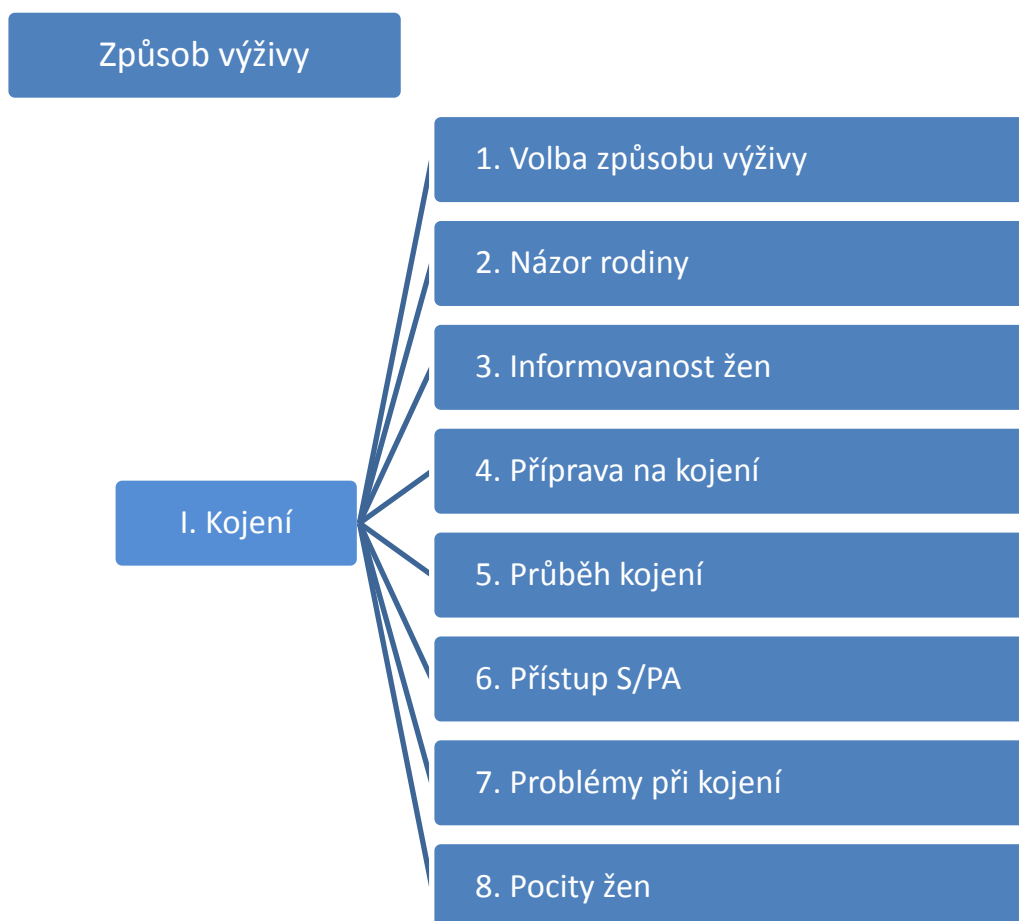 Způsob výživy
1. Volba způsobu výživy
2. Názor rodiny
3. Informovanost žen
4. Příprava na kojení
I. Kojení
5. Průběh kojení
6. Přístup S/PA
7. Problémy při kojení
8. Pocity žen